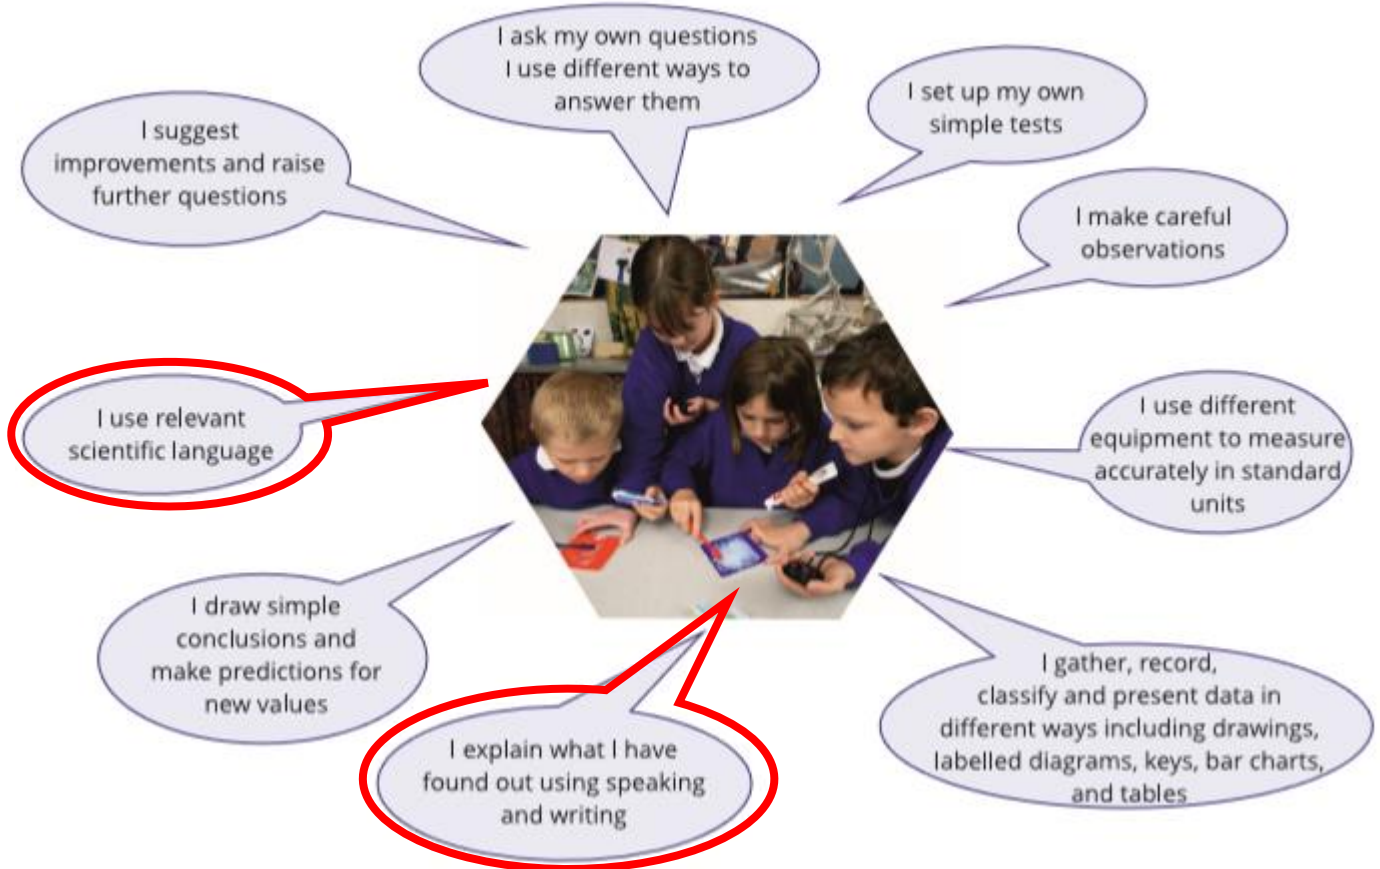 I ask my own questions
I use different ways to
answer them
I set up my own
simple tests
I make careful
observations
I use different
equipment to measure
accurately in standard
units
I gather, record,
classify and present data in
different ways including drawings,
labelled diagrams, keys, bar charts,
and tables
I explain what I have
found out using speaking
and writing
I draw simple
conclusions and
make predictions for
new values
I use relevant
scientific language
I suggest
improvements and raise
further questions